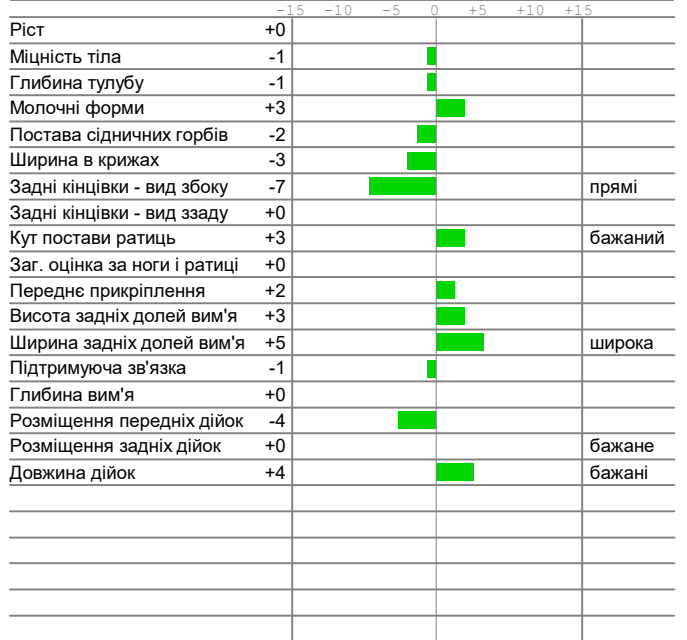 -15 -10 -5 0 +5 +10 +15
Ріст +0
Міцність тіла -1
Глибина тулубу -1
Молочні форми +3
Постава сідничних горбів -2
Ширина в крижах -3
Задні кінцівки - вид збоку -7 прямі
Задні кінцівки - вид ззаду +0
Кут постави ратиць +3 бажаний
Заг. оцінка за ноги і ратиці +0
Переднє прикріплення +2
Висота задніх долей вим'я +3
Ширина задніх долей вим'я +5 широка
Підтримуюча зв'язка -1
Глибина вим'я +0
Розміщення передніх дійок -4
Розміщення задніх дійок +0 бажане
Довжина дійок +4 бажані